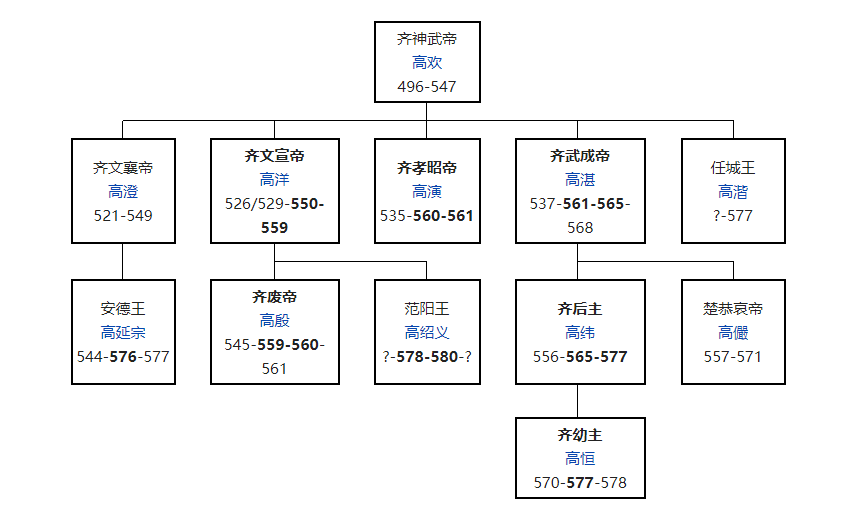 齐神武帝
高欢
496-547
齐文襄帝
高澄
521-549
齐文宣帝
高洋
526/529-550-
559
齐孝昭帝
高演
535-560-561
齐武成帝
高湛
537-561-565-
568
任城王
高湝
?-577
安德王
高延宗
544-576-577
齐废帝
高殷
545-559-560-
561
范阳王
高绍义
?-578-580-?
齐后主
高纬
556-565-577
楚恭哀帝
高儼
557-571
齐幼主
高恒
570-577-578